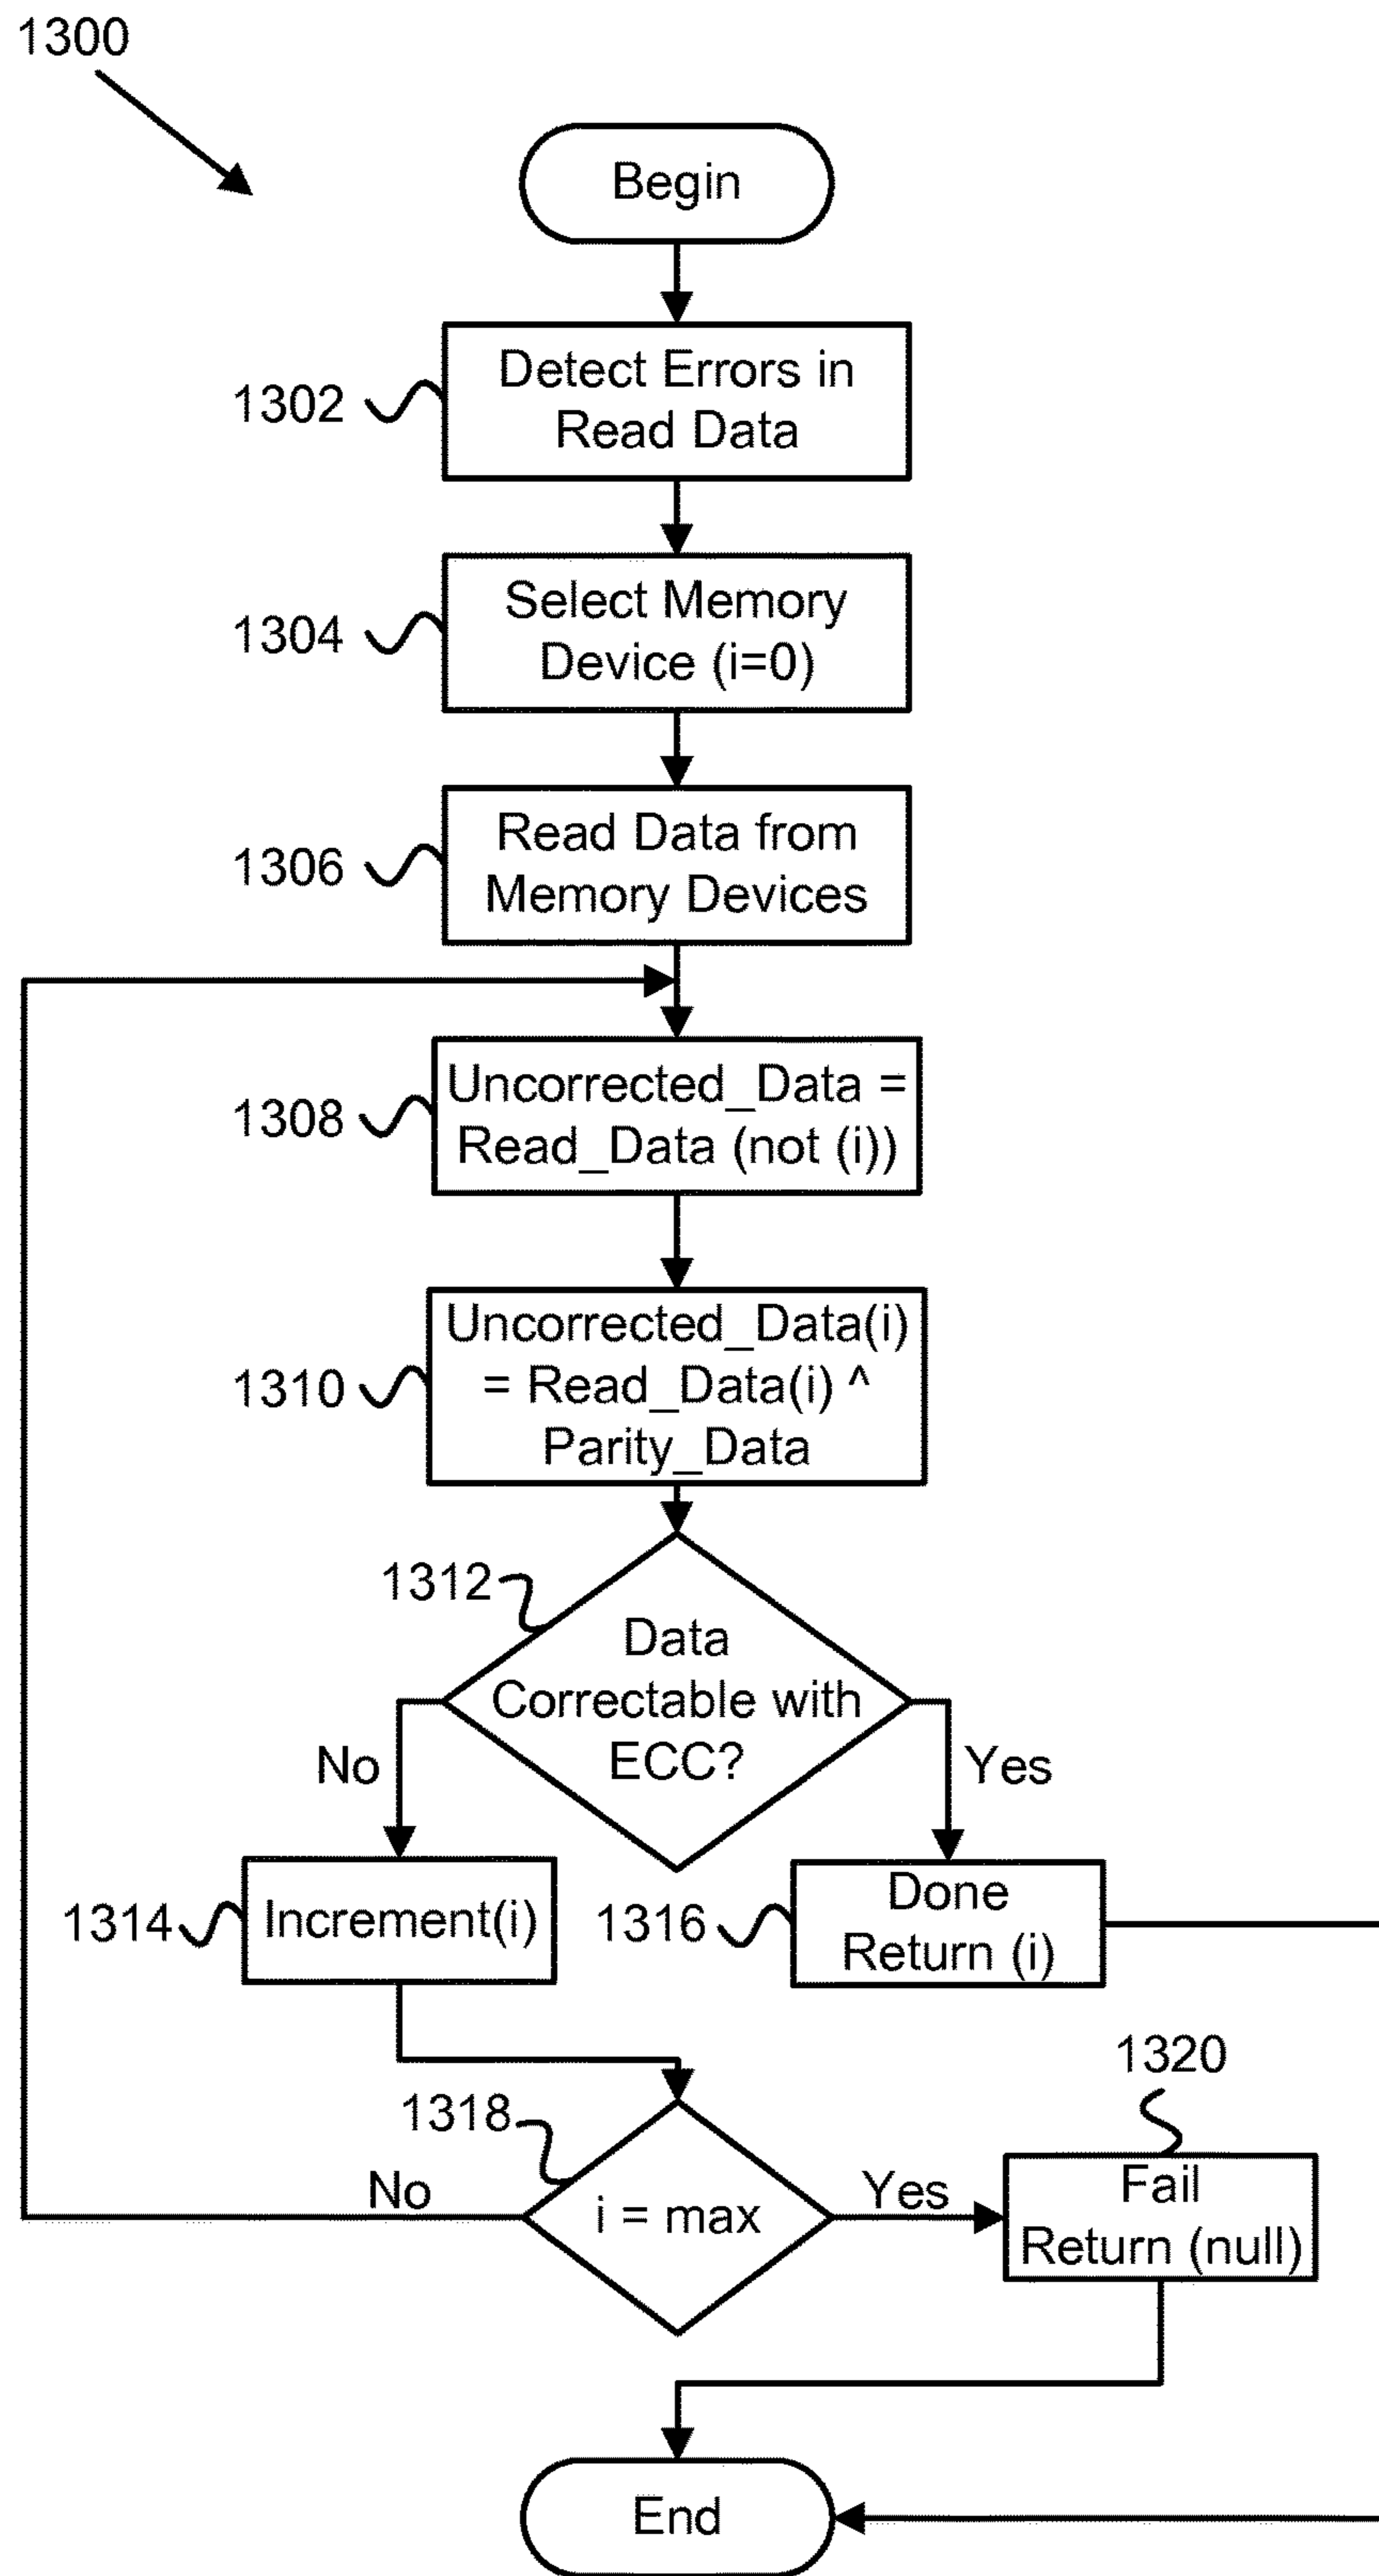 1300
Begin
1302
Detect Errors in
Read Data
1304
Select Memory
Device (i=0)
1306
Read Data from
Memory Devices
1308
Uncorrected_Data =
Read_Data (not (i))
1310
Uncorrected_Data(i)
= Read_Data(i) ^
Parity_Data
1312
Data
Correctable with
ECC?
No
Yes
1314
Increment(i)
1316
Done
Return (i)
1318
i = max
No
Yes
1320
Fail
Return (null)
End